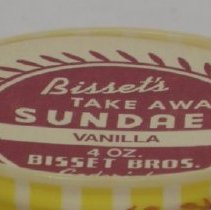 Bisset's
TAKE AWA
SUNDAE
VANILLA
4 OZ.
BISSET BROS.